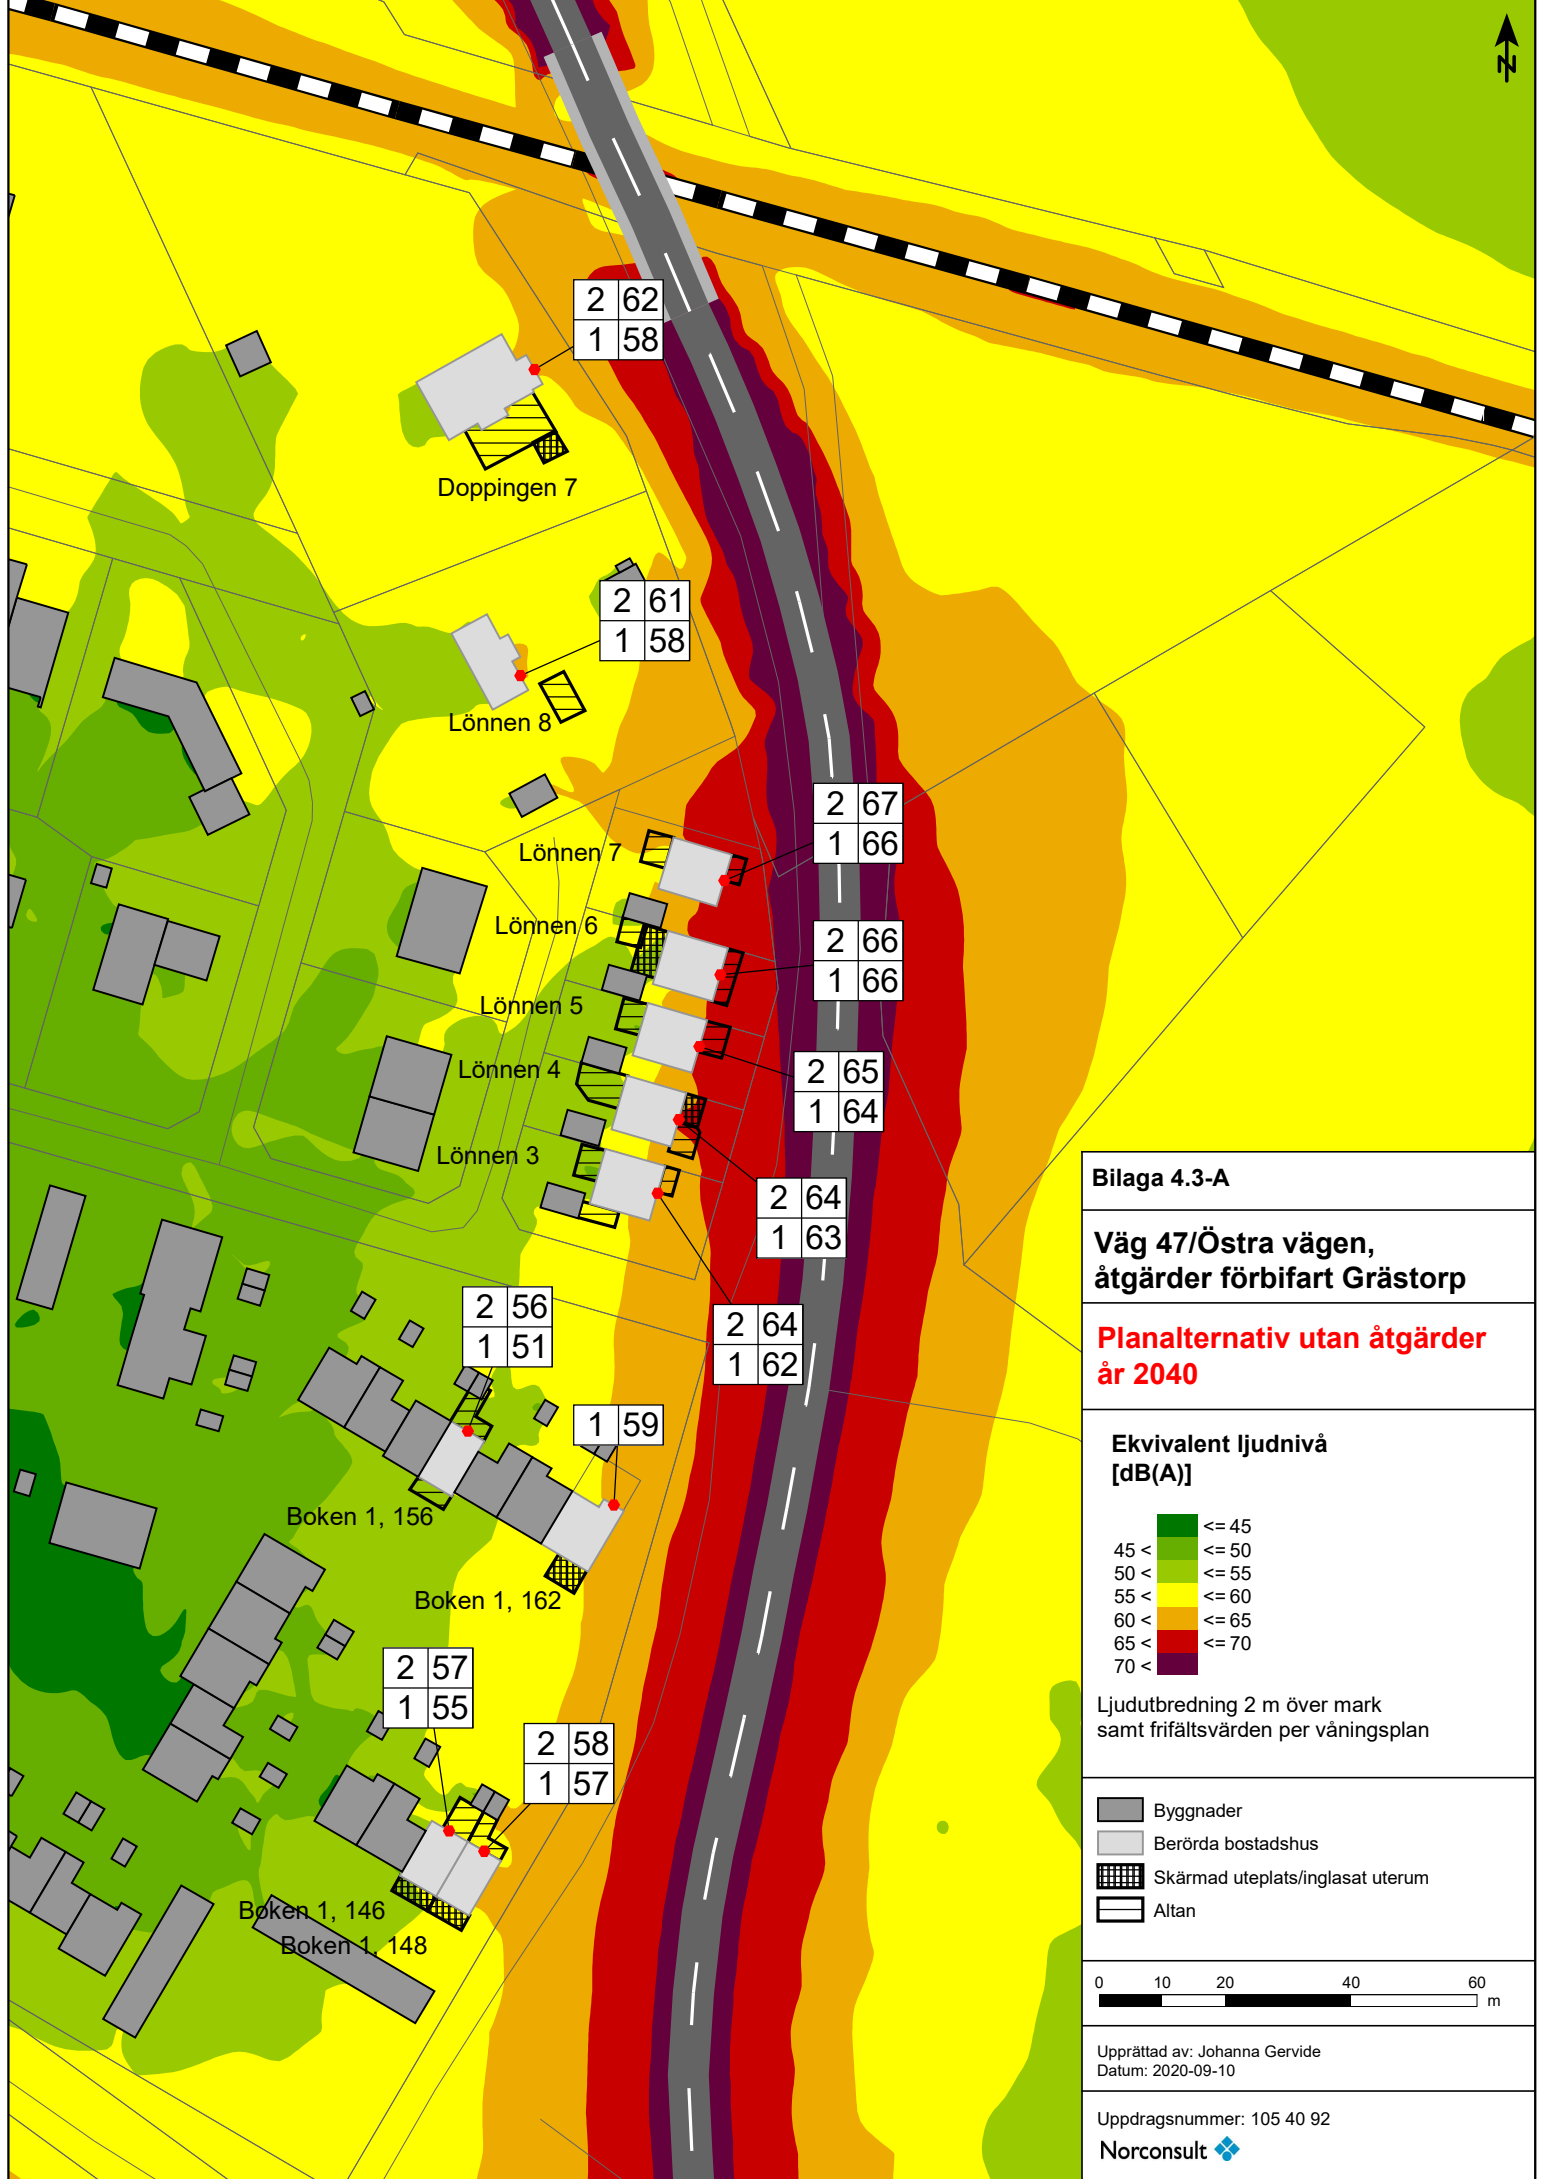 N
2 62
1 58
Doppingen 7
2 61
1 58
Lönnen 8
2 67
1 66
Lönnen 7
Lönnen 6
2 66
1 66
Lönnen 5
Lönnen 4
2 65
1 64
Lönnen 3
2 64
1 63
2 56
1 51
2 64
1 62
1 59
Boken 1, 156
Boken 1, 162
2 57
1 55
2 58
1 57
Boken 1, 146
Boken 1, 148
Bilaga 4.3-A
Väg 47/Östra vägen,
åtgärder förbifart Grästorp
Planalternativ utan åtgärder
år 2040
Ekvivalent ljudnivå
[dB(A)]
<= 45
45 < <= 50
50 < <= 55
55 < <= 60
60 < <= 65
65 < <= 70
70 <
Ljudutbredning 2 m över mark
samt frifältsvärden per våningsplan
Byggnader
Berörda bostadshus
Skärmad uteplats/inglasat uterum
Altan
0 10 20 40 60
m
Upprättad av: Johanna Gervide
Datum: 2020-09-10
Uppdragsnummer: 105 40 92
Norconsult